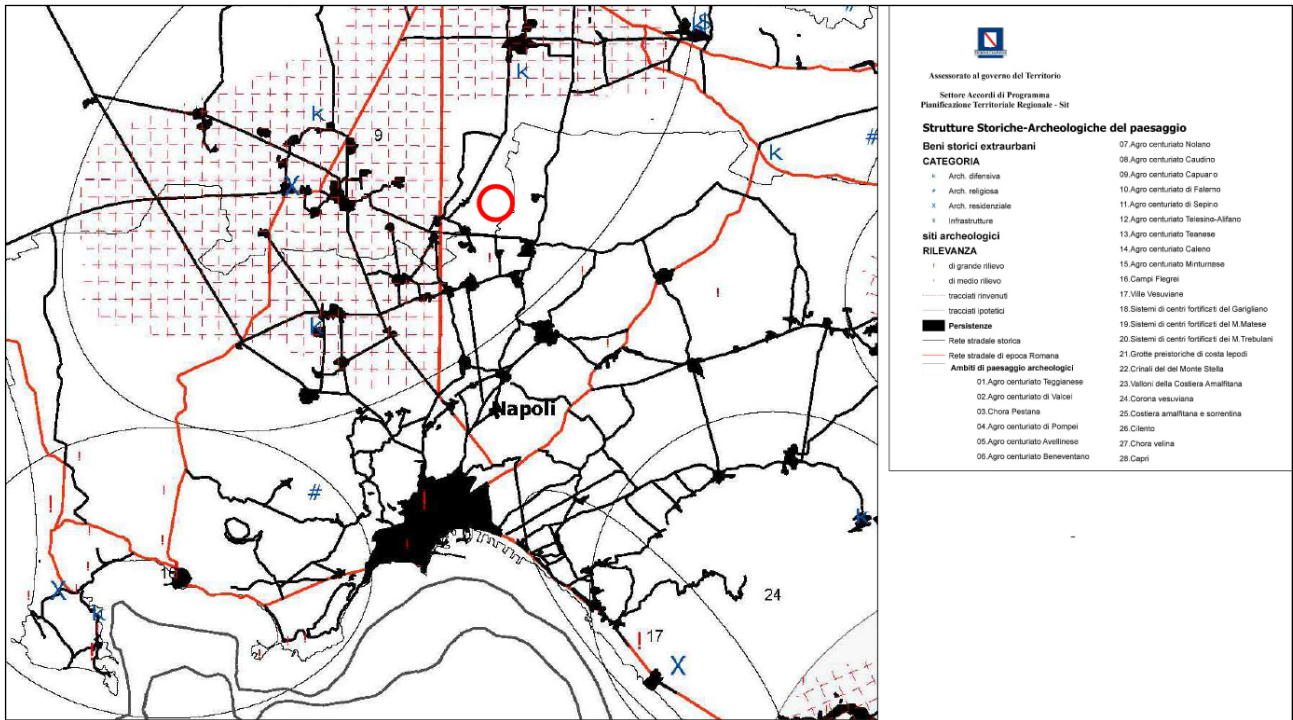 k
k$
#
k
k
9
#
k
X
!
!
!
k
!
Napoli
!
!
#
!
!
!
!
k
!
16
X
!
!
k
24
!
!
!
!
17
X
Assessorato al governo del Territorio
Settore Accordi di Programma
Pianificazione Territoriale Regionale - Sit
Strutture Storiche-Archeologiche del paesaggio
Beni storici extraurbani
CATEGORIA
k Arch. difensiva
# Arch. religiosa
X Arch. residenziale
$ Infrastrutture
siti archeologici
RILEVANZA
! di grande rilievo
! di medio rilievo
tracciati rinvenuti
tracciati ipotetici
Persistenze
Rete stradale storica
Rete stradale di epoca Romana
Ambiti di paesaggio archeologici
01.Agro centuriato Teggianese
02.Agro centuriato di Valcei
03.Chora Pestana
04.Agro centuriato di Pompei
05.Agro centuriato Avellinese
06.Agro centuriato Beneventano
07.Agro centuriato Nolano
08.Agro centuriato Caudino
09.Agro centuriato Capuano
10.Agro centuriato di Falerno
11.Agro centuriato di Sepino
12.Agro centuriato Telesino-Alifano
13.Agro centuriato Teanese
14.Agro centuriato Caleno
15.Agro centuriato Minturnese
16.Campi Flegrei
17.Ville Vesuviane
18.Sistemi di centri fortificati del Garigliano
19.Sistemi di centri fortificati del M.Matese
20.Sistemi di centri fortificati dei M.Trebulani
21.Grotte preistoriche di costa lepodi
22.Crinali del del Monte Stella
23.Valloni della Costiera Amalfitana
24.Corona vesuviana
25.Costiera amalfitana e sorrentina
26.Cilento
27.Chora velina
28.Capri